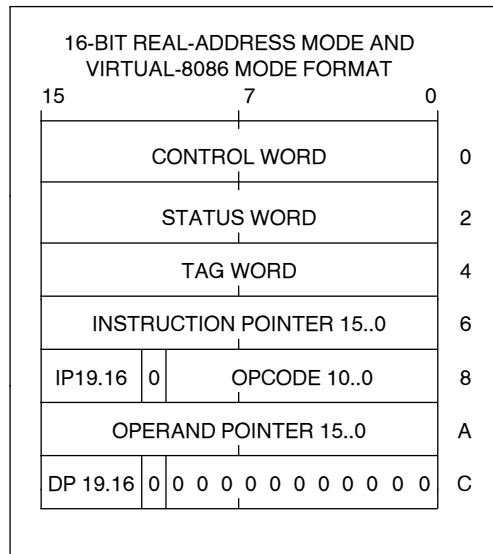 16-BIT REAL-ADDRESS MODE AND
VIRTUAL-8086 MODE FORMAT
15 7 0
CONTROL WORD 0
STATUS WORD 2
TAG WORD 4
INSTRUCTION POINTER 15..0 6
IP19.16 0 OPCODE 10..0 8
OPERAND POINTER 15..0 A
DP 19.16 0 0 0 0 0 0 0 0 0 0 0 0 C